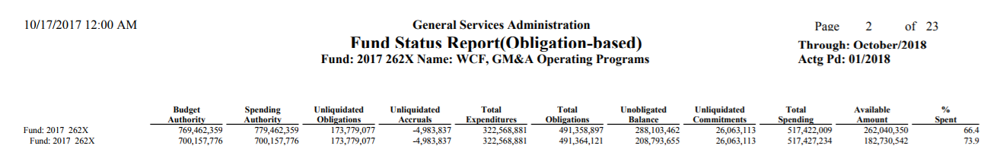 10/17/2017 12:00 AM
General Services Administration
Page 2 of 23
Fund Status Report(Obligation-based)
Through: October/2018
Fund: 2017 262X Name: WCF, GM&A Operating Programs
Actg Pd: 01/2018
Budget Spending Unliquidated Unliquidated Total Total Unobligated Unliquidated Total Available %
Authority Authority Obligations Accruals Expenditures Obligations Balance Commitments Spending Amount Spent
Fund: 2017 262X 769,462,359 779,462,359 173,779,077 -4,983,837 322,568,881 491,358,897 288,103,462 26,063,113 517,422,009 262,040,350 66.4
Fund: 2017 262X 700,157,776 700,157,776 173,779,077 -4,983,837 322,568,881 491,364,121 208,793,655 26,063,113 517,427,234 182,730,542 73.9